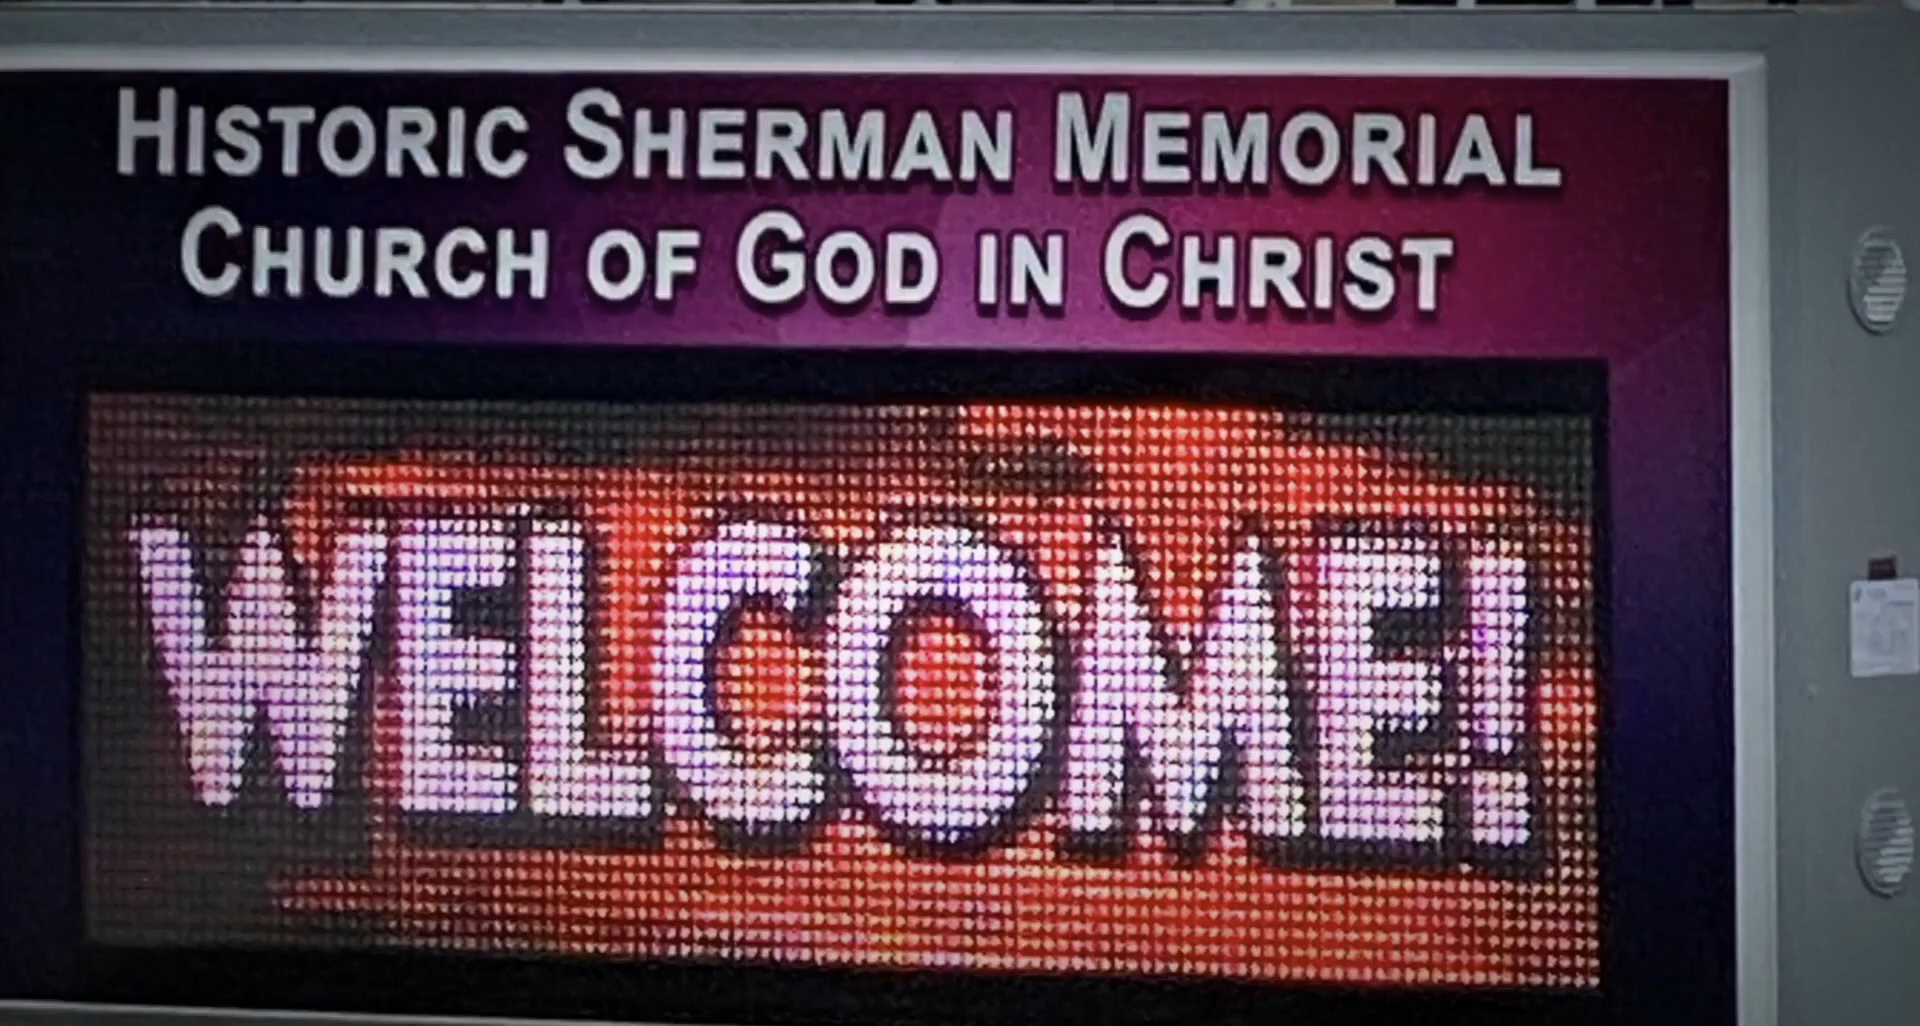 HISTORIC SHERMAN MEMORIAL
CHURCH OF GOD IN CHRIST
WELCOME!